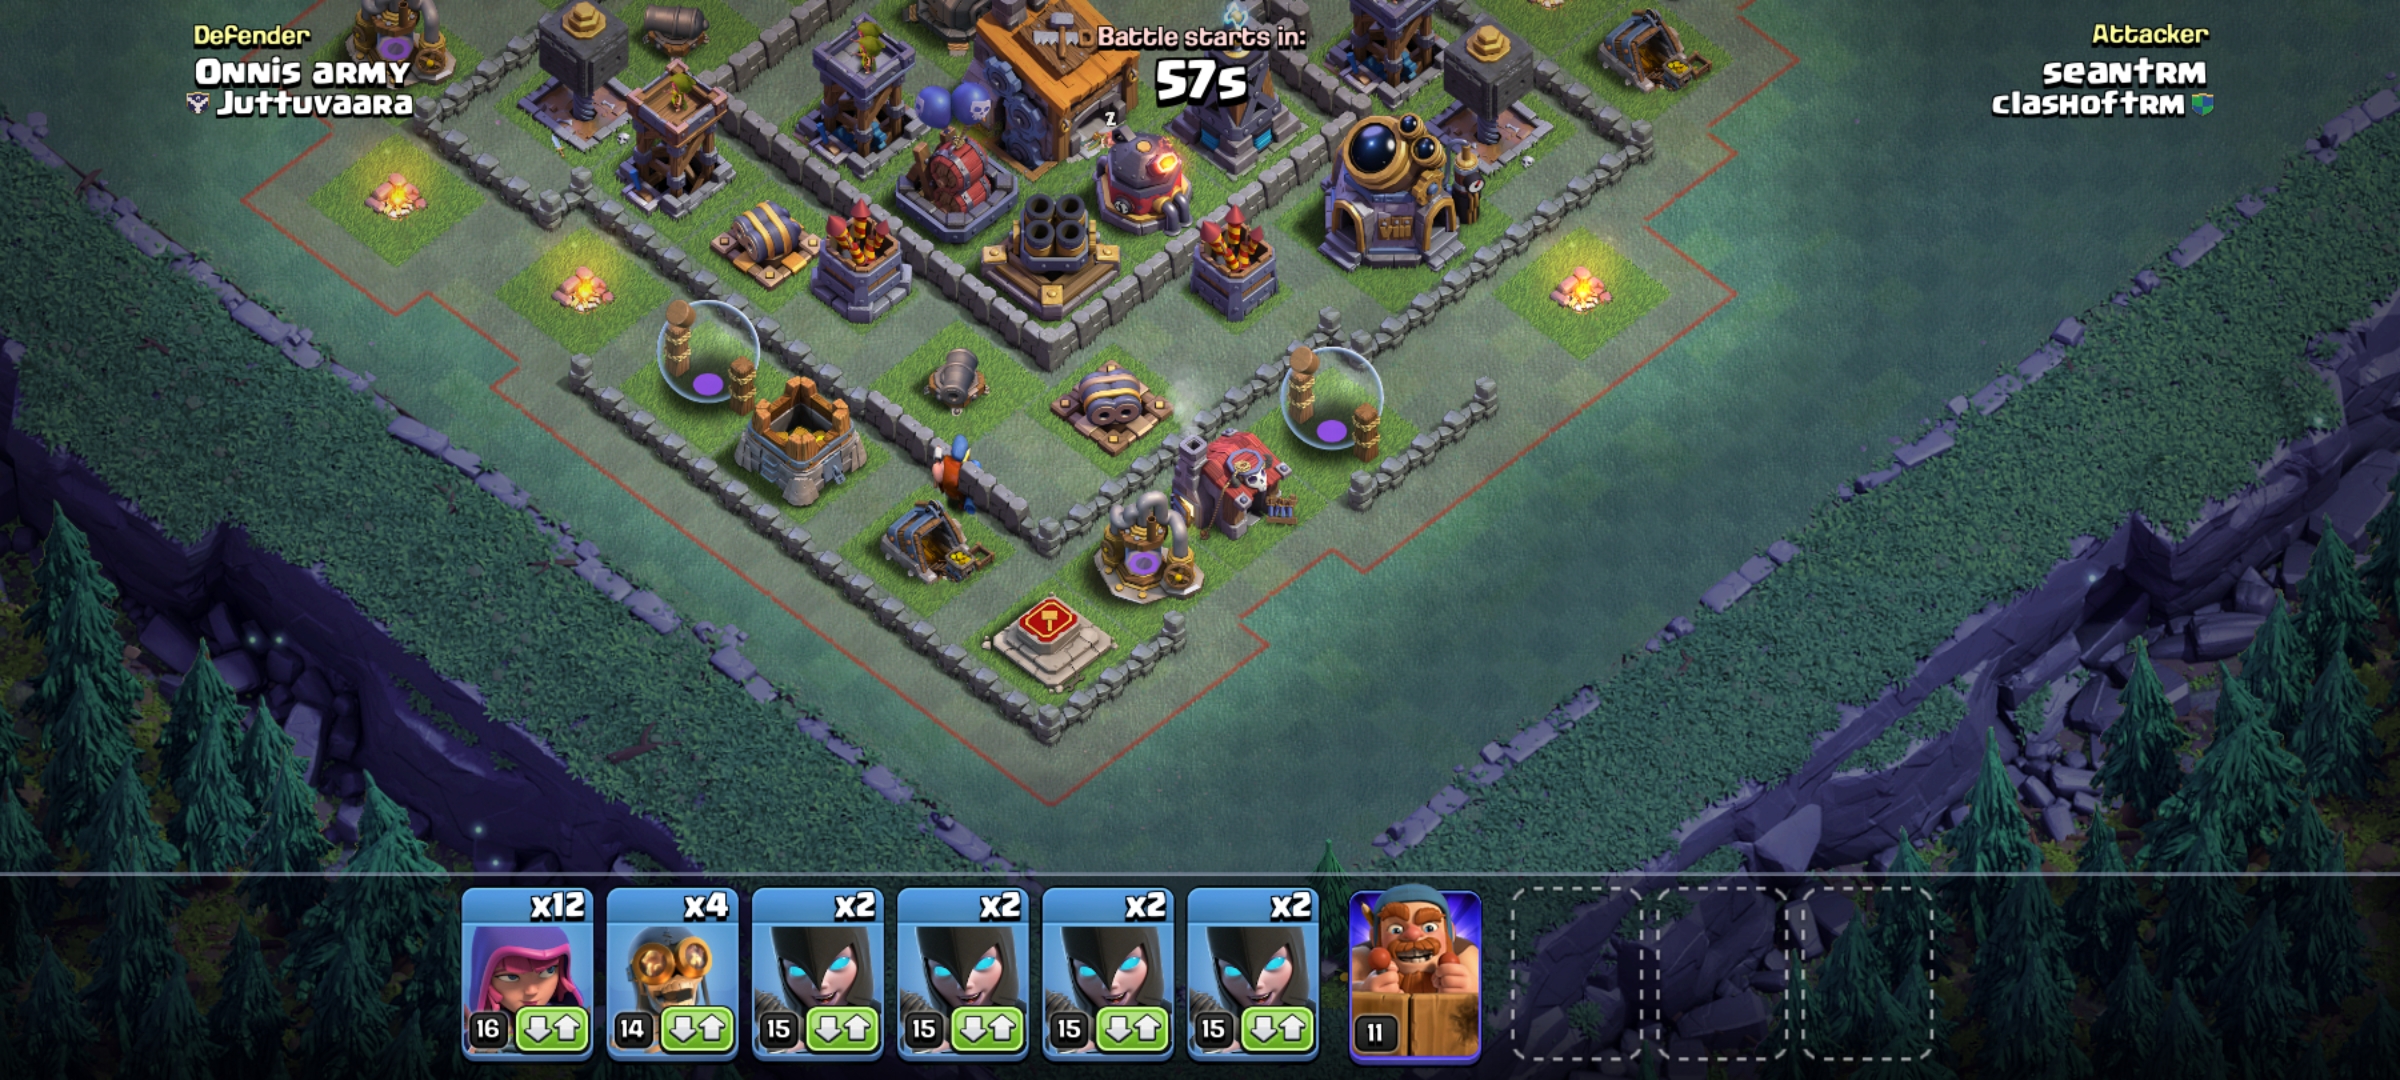 Defender
Onnis army
Juttuvaara
Battle starts in:
57s
Attacker
seantRM
clashoftRM
z
VIII
x12
x4
x2
x2
x2
x2
16
14
15
15
15
15
11